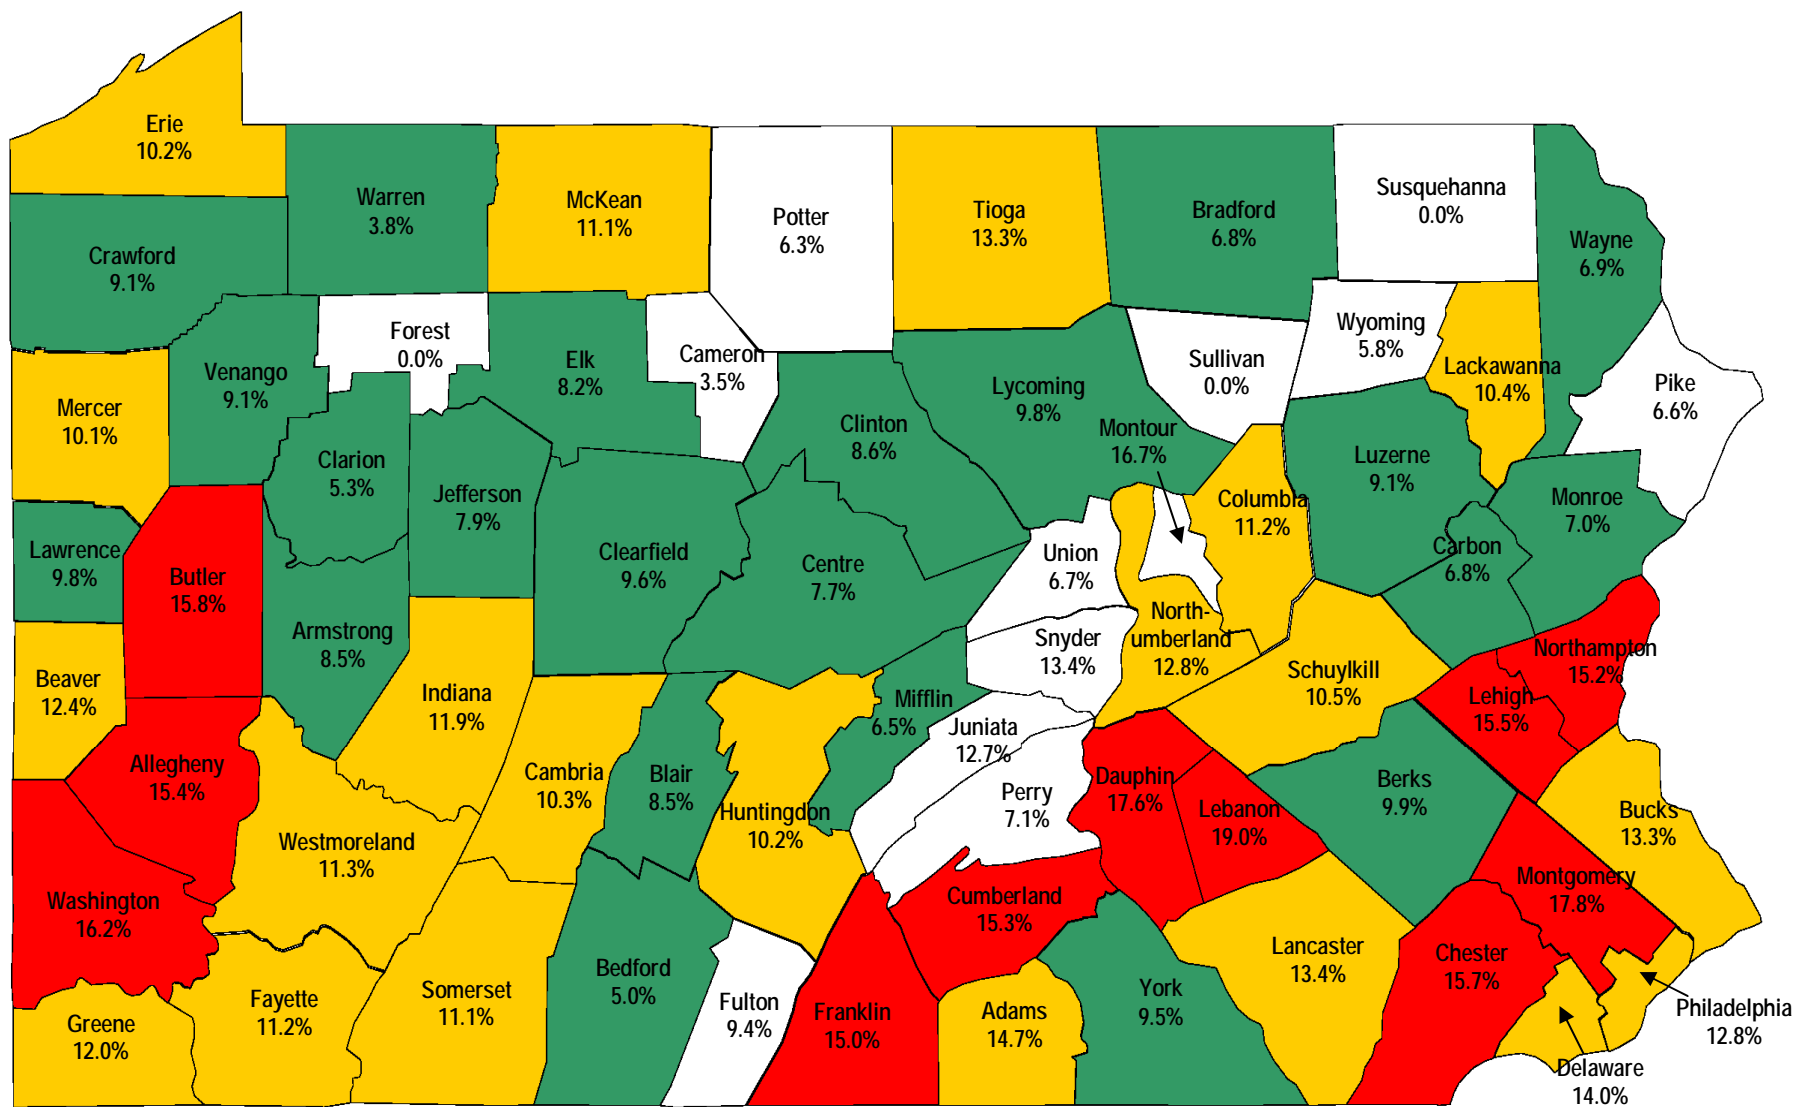 Erie
10.2%
Warren
3.8%
McKean
11.1%
Potter
6.3%
Tioga
13.3%
Bradford
6.8%
Susquehanna
0.0%
Wayne
6.9%
Crawford
9.1%
Forest
0.0%
Elk
8.2%
Cameron
3.5%
Wyoming
5.8%
Sullivan
0.0%
Lackawanna
10.4%
Pike
6.6%
Venango
9.1%
Mercer
10.1%
Lycoming
9.8%
Clinton
8.6%
Montour
16.7%
Clarion
5.3%
Jefferson
7.9%
Luzerne
9.1%
Columbia
11.2%
Monroe
7.0%
Lawrence
9.8%
Butler
15.8%
Clearfield
9.6%
Centre
7.7%
Union
6.7%
Carbon
6.8%
Armstrong
8.5%
North-
umberland
12.8%
Snyder
13.4%
Northampton
15.2%
Beaver
12.4%
Indiana
11.9%
Mifflin
6.5%
Schuylkill
10.5%
Lehigh
15.5%
Juniata
12.7%
Allegheny
15.4%
Cambria
10.3%
Blair
8.5%
Huntingdon
10.2%
Perry
7.1%
Dauphin
17.6%
Lebanon
19.0%
Berks
9.9%
Bucks
13.3%
Westmoreland
11.3%
Washington
16.2%
Cumberland
15.3%
Montgomery
17.8%
Lancaster
13.4%
Chester
15.7%
Greene
12.0%
Fayette
11.2%
Somerset
11.1%
Bedford
5.0%
Fulton
9.4%
Franklin
15.0%
Adams
14.7%
York
9.5%
Philadelphia
12.8%
Delaware
14.0%